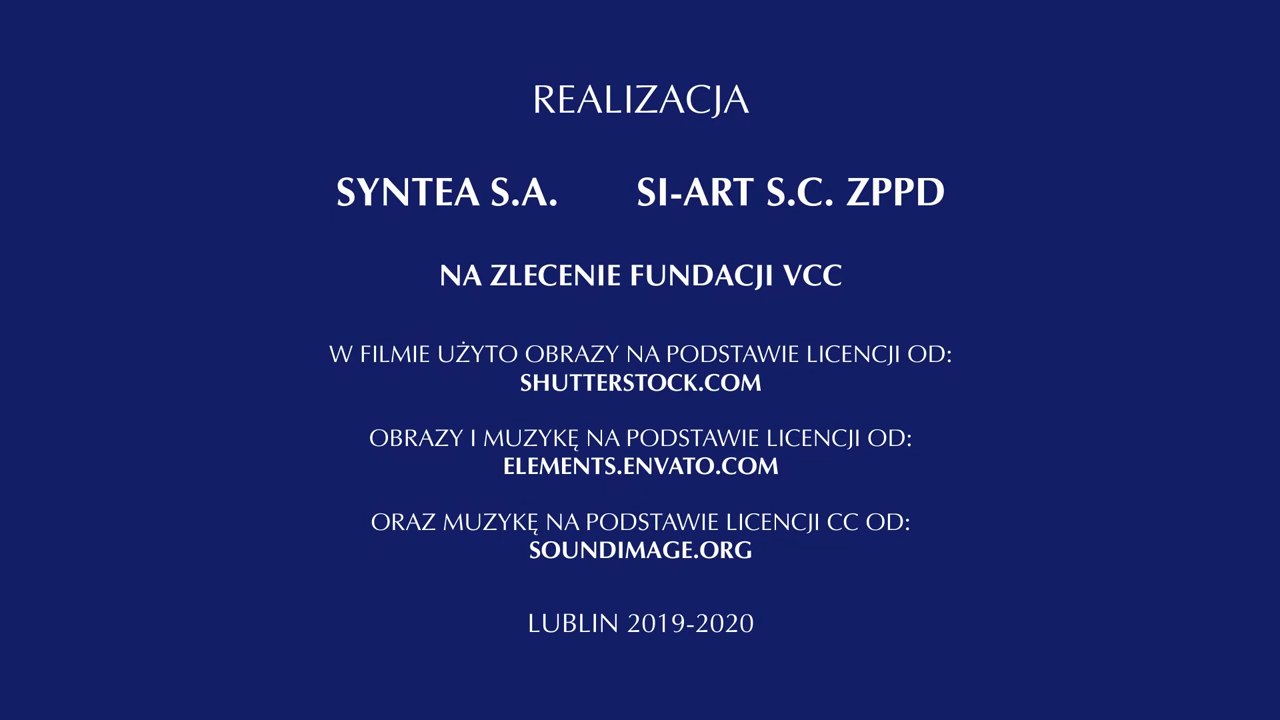 REALIZACJA
SYNTEA S.A. SI-ART S.C. ZPPD
NA ZLECENIE FUNDACJI VCC
W FILMIE UŻYTO OBRAZY NA PODSTAWIE LICENCJI OD:
SHUTTERSTOCK.COM
OBRAZY I MUZYKĘ NA PODSTAWIE LICENCJI OD:
ELEMENTS.ENVATO.COM
ORAZ MUZYKĘ NA PODSTAWIE LICENCJI CC OD:
SOUNDIMAGE.ORG
LUBLIN 2019-2020